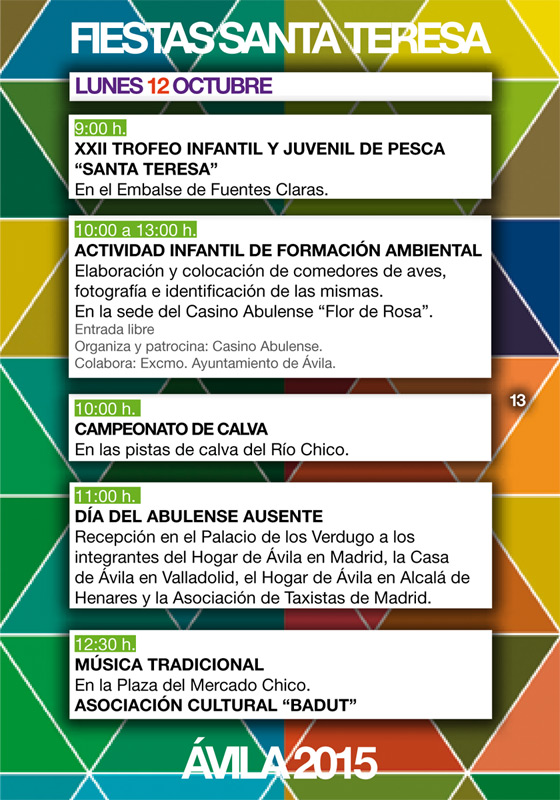 FIESTAS SANTA TERESA
LUNES 12 OCTUBRE
9:00 h.
XXII TROFEO INFANTIL Y JUVENIL DE PESCA
“SANTA TERESA”
En el Embalse de Fuentes Claras.
10:00 a 13:00 h.
ACTIVIDAD INFANTIL DE FORMACIÓN AMBIENTAL
Elaboración y colocación de comedores de aves,
fotografía e identificación de las mismas.
En la sede del Casino Abulense “Flor de Rosa”.
Entrada libre
Organiza y patrocina: Casino Abulense.
Colabora: Excmo. Ayuntamiento de Ávila.
13
10:00 h.
CAMPEONATO DE CALVA
En las pistas de calva del Río Chico.
11:00 h.
DÍA DEL ABULENSE AUSENTE
Recepción en el Palacio de los Verdugo a los
integrantes del Hogar de Ávila en Madrid, la Casa
de Ávila en Valladolid, el Hogar de Ávila en Alcalá de
Henares y la Asociación de Taxistas de Madrid.
12:30 h.
MÚSICA TRADICIONAL
En la Plaza del Mercado Chico.
ASOCIACIÓN CULTURAL “BADUT”
ÁVILA 2015